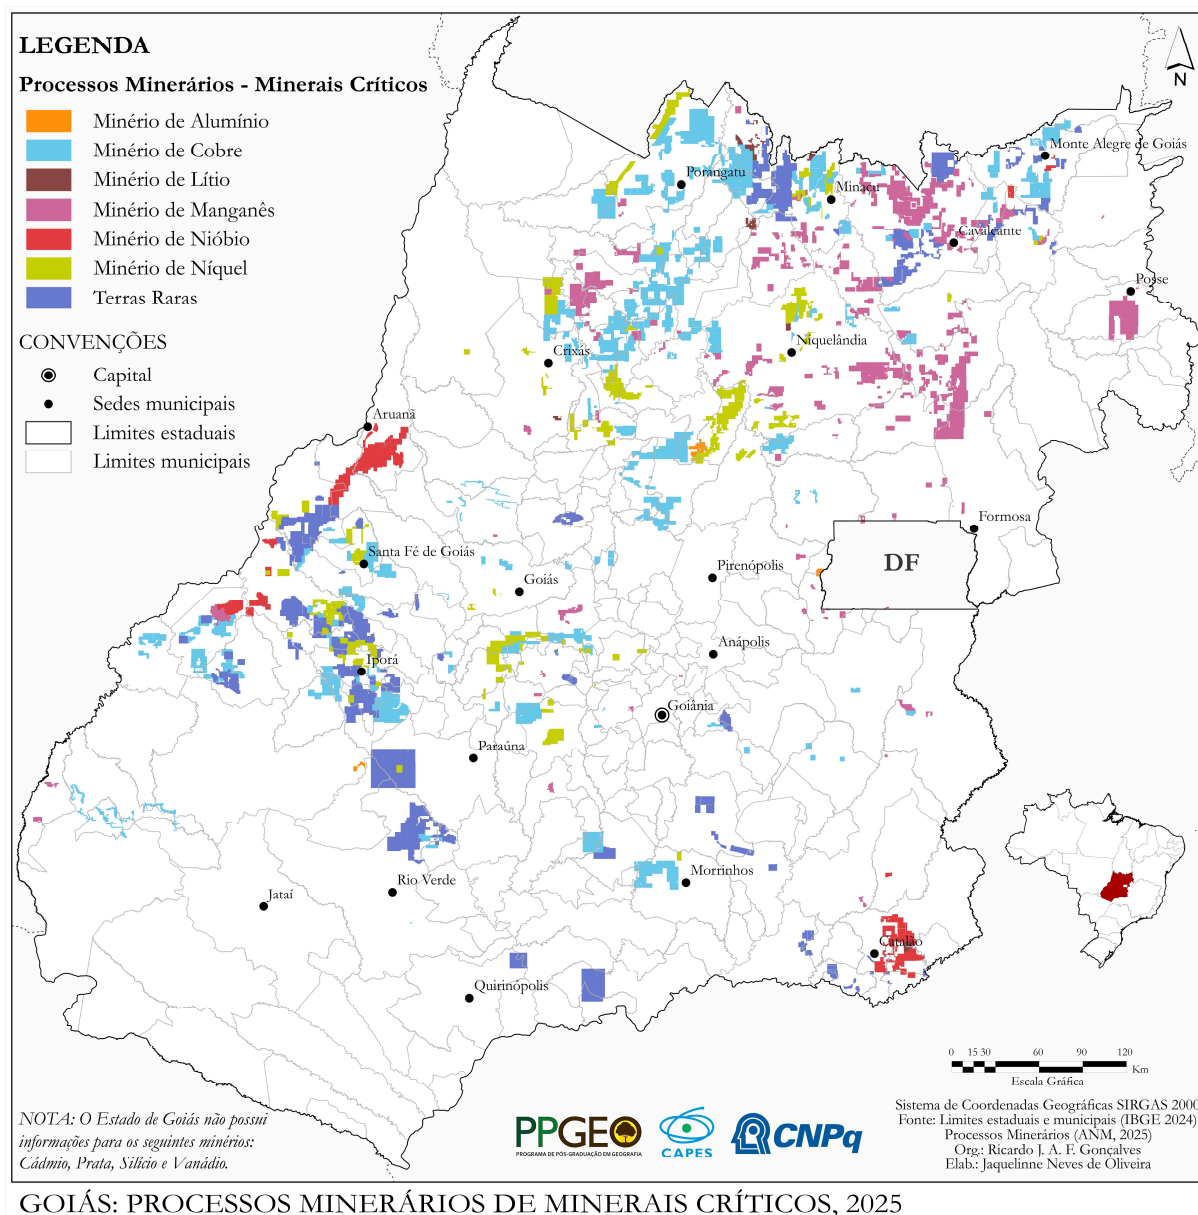 LEGENDA
Processos Minerários - Minerais Críticos
Minério de Alumínio
Minério de Cobre
Minério de Lítio
Minério de Manganês
Minério de Nióbio
Minério de Níquel
Terras Raras
CONVENÇÕES
Capital
Sedes municipais
Limites estaduais
Limites municipais
N
Monte Alegre de Goiás
Porangatu
Minaçu
Cavalcante
Posse
Niquelândia
Crixás
Aruanã
Formosa
DF
Santa Fé de Goiás
Goiás
Pirenópolis
Anápolis
Iporá
Goiânia
Paraúna
Rio Verde
Morrinhos
Jataí
Catalão
Quirinópolis
0 15 30 60 90 120
Km
Escala Gráfica
Sistema de Coordenadas Geográficas SIRGAS 2000
Fonte: Limites estaduais e municipais (IBGE 2024)
Processos Minerários (ANM, 2025)
Org.: Ricardo J. A. F. Gonçalves
Elab.: Jaquelinne Neves de Oliveira
NOTA: O Estado de Goiás não possui
informações para os seguintes minérios:
Cádmio, Prata, Silício e Vanádio.
PPGEO
PROGRAMA DE PÓS-GRADUAÇÃO EM GEOGRAFIA
CAPES
CNPq
GOIÁS: PROCESSOS MINERÁRIOS DE MINERAIS CRÍTICOS, 2025